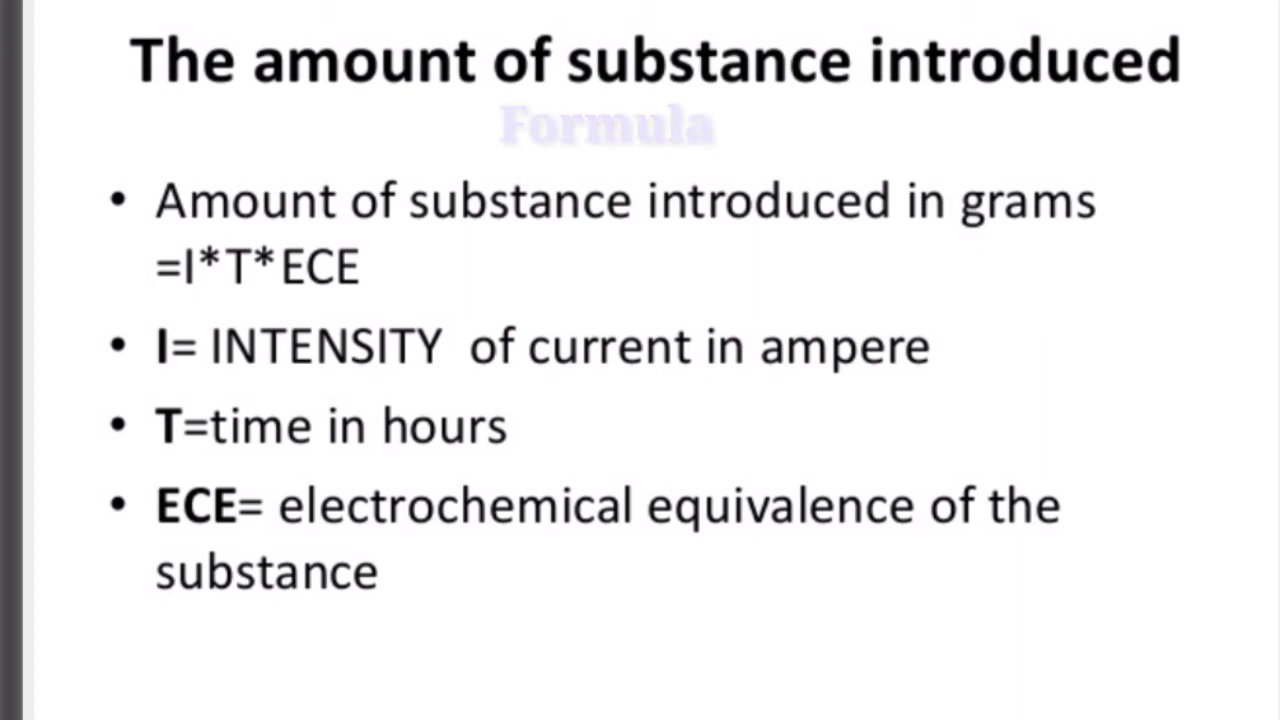 The amount of substance introduced
Formula
• Amount of substance introduced in grams
=I*T*ECE
• I= INTENSITY of current in ampere
• T=time in hours
• ECE= electrochemical equivalence of the
substance